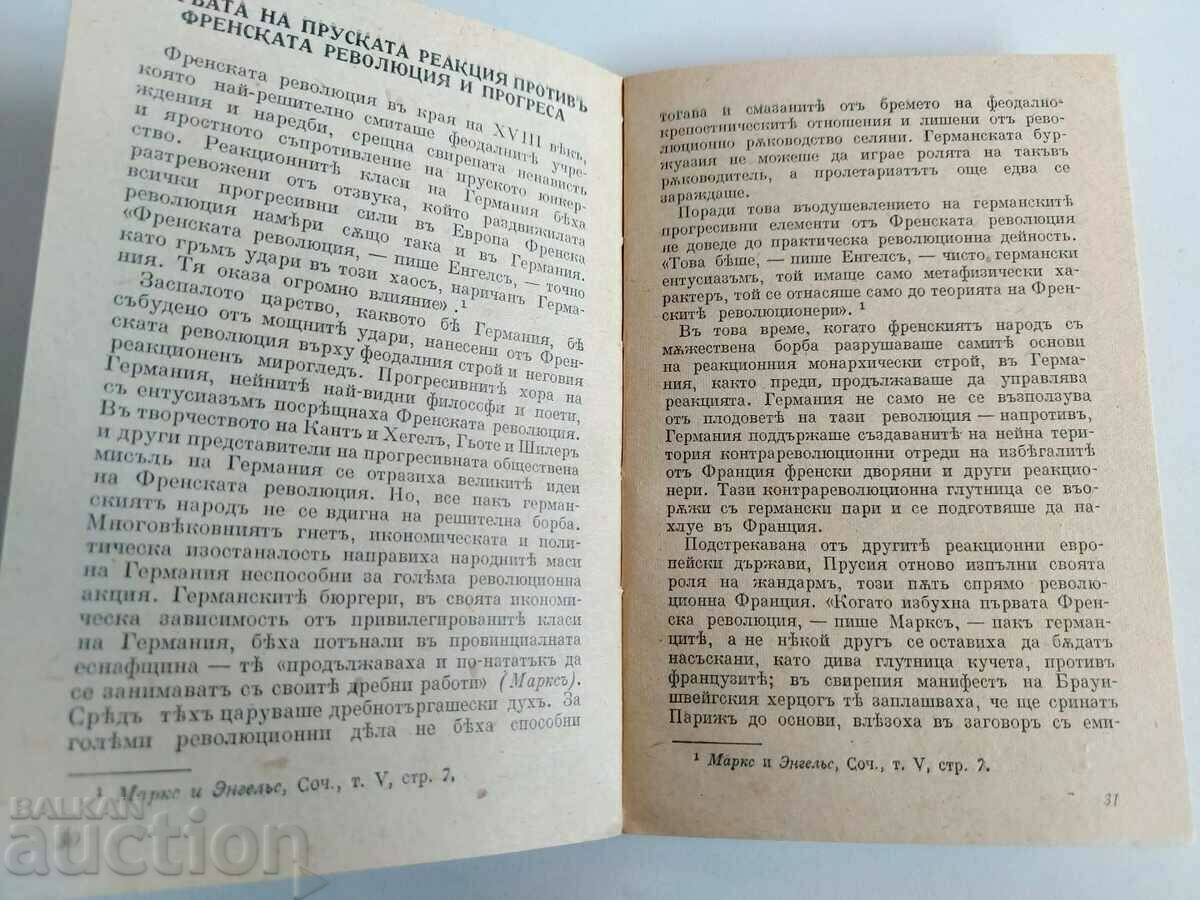 НА ПРУСКАТА РЕАКЦИЯ ПРОТИВЪ
ФРЕНСКАТА РЕВОЛЮЦИЯ И ПРОГРЕСА
Френската революция въ края на XVIII вѣкъ,
която най-решително смиташе феодалнитѣ учре-
ждения и наредби, срещна свирепата ненависть
и яростното съпротивление на пруското юнкер-
ство. Реакционнитѣ класи на Германия бѣха
разтревожени отъ отзвука, който раздвижилата
всички прогресивни сили въ Европа Френска
революция намѣри сѫщо така и въ Германия.
«Френската революция, — пише Енгелсъ, — точно
като гръмъ удари въ този хаосъ, наричанъ Герма-
ния. Тя оказа огромно влияние».¹
Заспалото царство, каквото бѣ Германия, бѣ
събудено отъ мощнитѣ удари, нанесени отъ Френ-
ската революция върху феодалния строй и неговия
реакционенъ мирогледъ. Прогресивнитѣ хора на
Германия, нейнитѣ най-видни философи и поети,
съ ентусиазъмъ посрѣщнаха Френската революция.
Въ творчеството на Кантъ и Хегелъ, Гьоте и Шилеръ
и други представители на прогресивната обществена
мисъль на Германия се отразиха великитѣ идеи
на Френската революция. Но, все пакъ герман-
скиятъ народъ не се вдигна на решителна борба.
Многовѣковниятъ гнетъ, икономическата и поли-
тическа изостаналость направиха народнитѣ маси
на Германия неспособни за голѣма революционна
акция. Германскитѣ бюргери, въ своята икономи-
ческа зависимость отъ привилегированитѣ класи
на Германия, бѣха потънали въ провинциалната
еснафщина — тѣ «продължаваха и по-нататъкъ да
се занимаватъ съ своитѣ дребни работи» (Марксъ).
Срѣдъ тѣхъ царуваше дребнотъргашески духъ. За
голѣми революционни дѣла не бѣха способни
¹ Маркс и Энгельс, Соч., т. V, стр. 7.
тогава и смазанитѣ отъ бремето на феодално-
крепостническитѣ отношения и лишени отъ рево-
люционно рѫководство селяни. Германската бур-
жуазия не можеше да играе ролята на такъвъ
рѫководитель, а пролетариатътъ още едва се
зараждаше.
Поради това въодушевлението на германскитѣ
прогресивни елементи отъ Френската революция
не доведе до практическа революционна дейность.
«Това бѣше, — пише Енгелсъ, — чисто германски
ентусиазъмъ, той имаше само метафизически ха-
рактеръ, той се отнасяше само до теорията на Френ-
скитѣ революционери». ¹
Въ това време, когато френскиятъ народъ съ
мѫжествена борба разрушаваше самитѣ основи
на реакционния монархически строй, въ Герма-
ния, както преди, продължаваше да управлява
реакцията. Германия не само не се възползува
отъ плодоветѣ на тази революция — напротивъ,
Германия поддържаше създаванитѣ на нейна тери-
тория контрареволюционни отреди на избѣгалитѣ
отъ Франция френски дворяни и други реакцио-
нери. Тази контрареволюционна глутница се въо-
рѫжи съ германски пари и се подготвяше да на-
хлуе въ Франция.
Подстрекавана отъ другитѣ реакционни евро-
пейски държави, Прусия отново изпълни своята
роля на жандармъ, този пѫть спрямо револю-
ционна Франция. «Когато избухна първата Френ-
ска революция, — пише Марксъ, — пакъ герман-
цитѣ, а не нѣкой другъ се оставиха да бѫдатъ
насъскани, като дива глутница кучета, противъ
французитѣ; въ свирепия манифестъ на Браун-
швейгския херцогъ тѣ заплашваха, че ще сринатъ
Парижъ до основи, влѣзоха въ заговоръ съ еми-
¹ Маркс и Энгельс, Соч., т. V, стр. 7.
31
BALKAN
auction